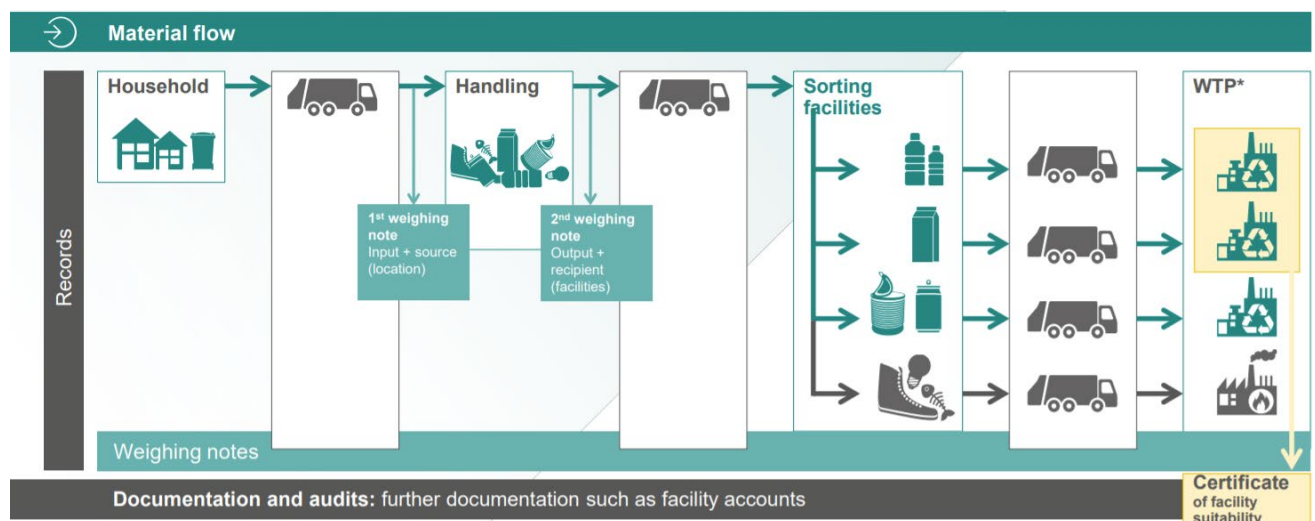 Material flow
Records
Household
Handling
Sorting
facilities
WTP*
1st weighing
note
Input + source
(location)
2nd weighing
note
Output +
recipient
(facilities)
Weighing notes
Documentation and audits: further documentation such as facility accounts
Certificate
of facility
suitability